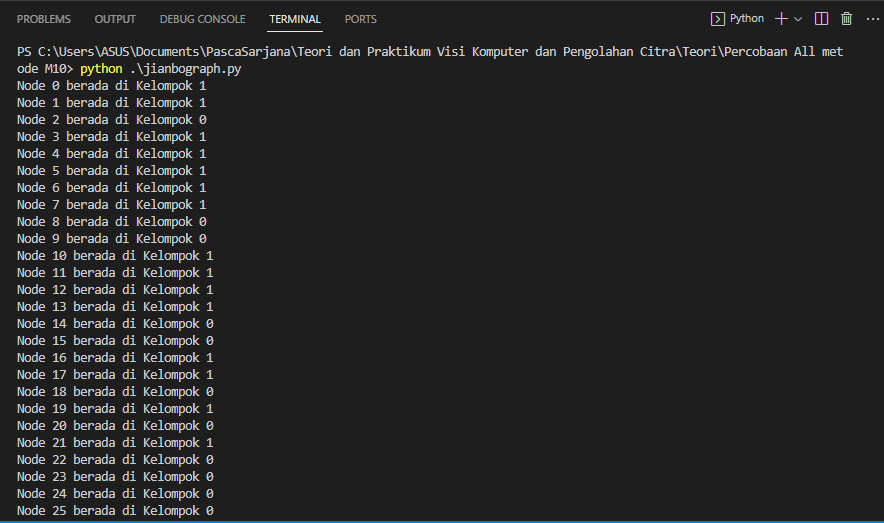 PROBLEMS OUTPUT DEBUG CONSOLE TERMINAL PORTS Python
PS C:\Users\ASUS\Documents\PascaSarjana\Teori dan Praktikum Visi Komputer dan Pengolahan Citra\Teori\Percobaan All met
ode M10> python .\jianbograph.py
Node 0 berada di Kelompok 1
Node 1 berada di Kelompok 1
Node 2 berada di Kelompok 0
Node 3 berada di Kelompok 1
Node 4 berada di Kelompok 1
Node 5 berada di Kelompok 1
Node 6 berada di Kelompok 1
Node 7 berada di Kelompok 1
Node 8 berada di Kelompok 0
Node 9 berada di Kelompok 0
Node 10 berada di Kelompok 1
Node 11 berada di Kelompok 1
Node 12 berada di Kelompok 1
Node 13 berada di Kelompok 1
Node 14 berada di Kelompok 0
Node 15 berada di Kelompok 0
Node 16 berada di Kelompok 1
Node 17 berada di Kelompok 1
Node 18 berada di Kelompok 0
Node 19 berada di Kelompok 1
Node 20 berada di Kelompok 0
Node 21 berada di Kelompok 1
Node 22 berada di Kelompok 0
Node 23 berada di Kelompok 0
Node 24 berada di Kelompok 0
Node 25 berada di Kelompok 0